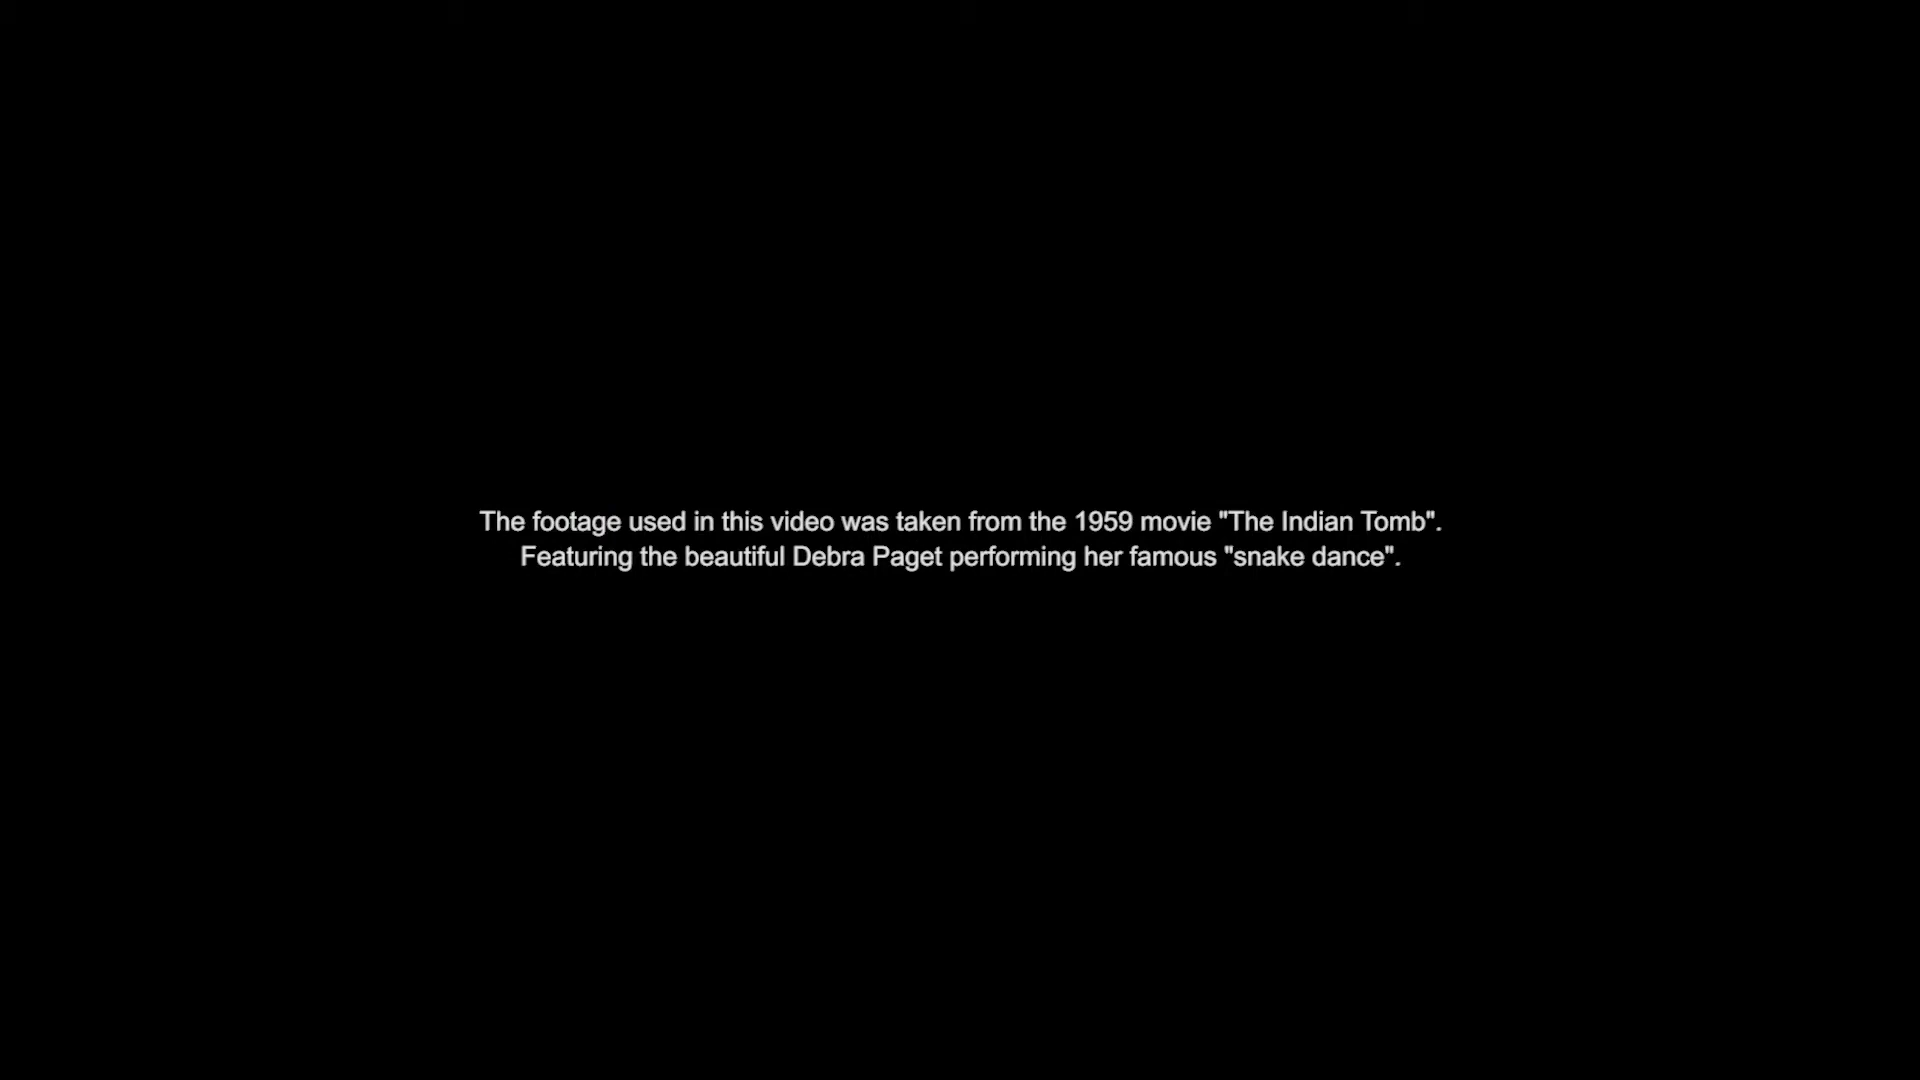 The footage used in this video was taken from the 1959 movie "The Indian Tomb".
Featuring the beautiful Debra Paget performing her famous "snake dance".